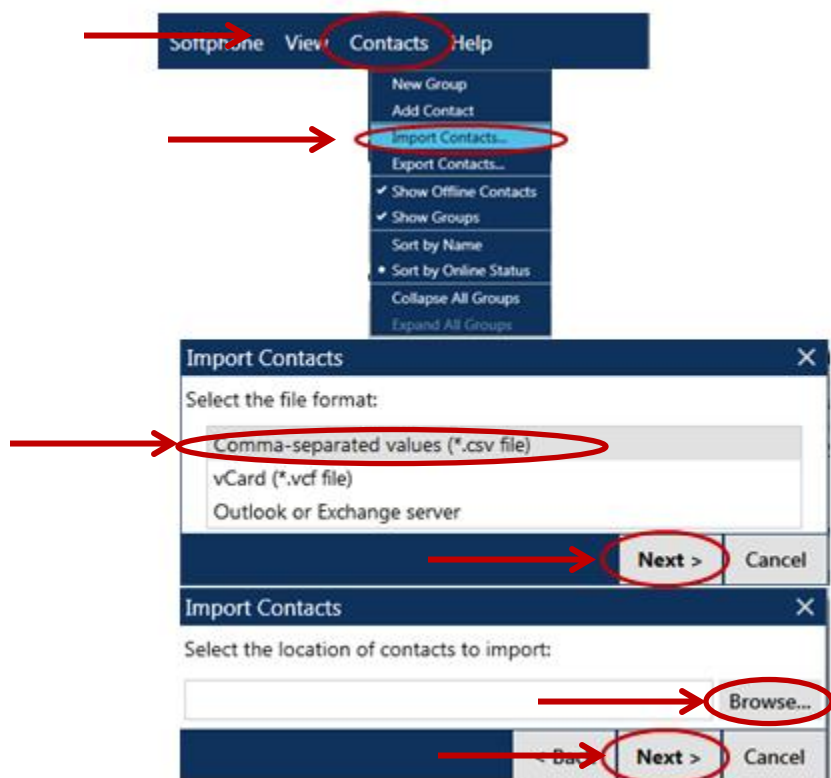 Softphone View Contacts Help
New Group
Add Contact
Import Contacts...
Export Contacts...
✔ Show Offline Contacts
✔ Show Groups
Sort by Name
• Sort by Online Status
Collapse All Groups
Expand All Groups
Import Contacts ×
Select the file format:
Comma-separated values (*.csv file)
vCard (*.vcf file)
Outlook or Exchange server
Next > Cancel
Import Contacts ×
Select the location of contacts to import:
Browse...
< Back Next > Cancel